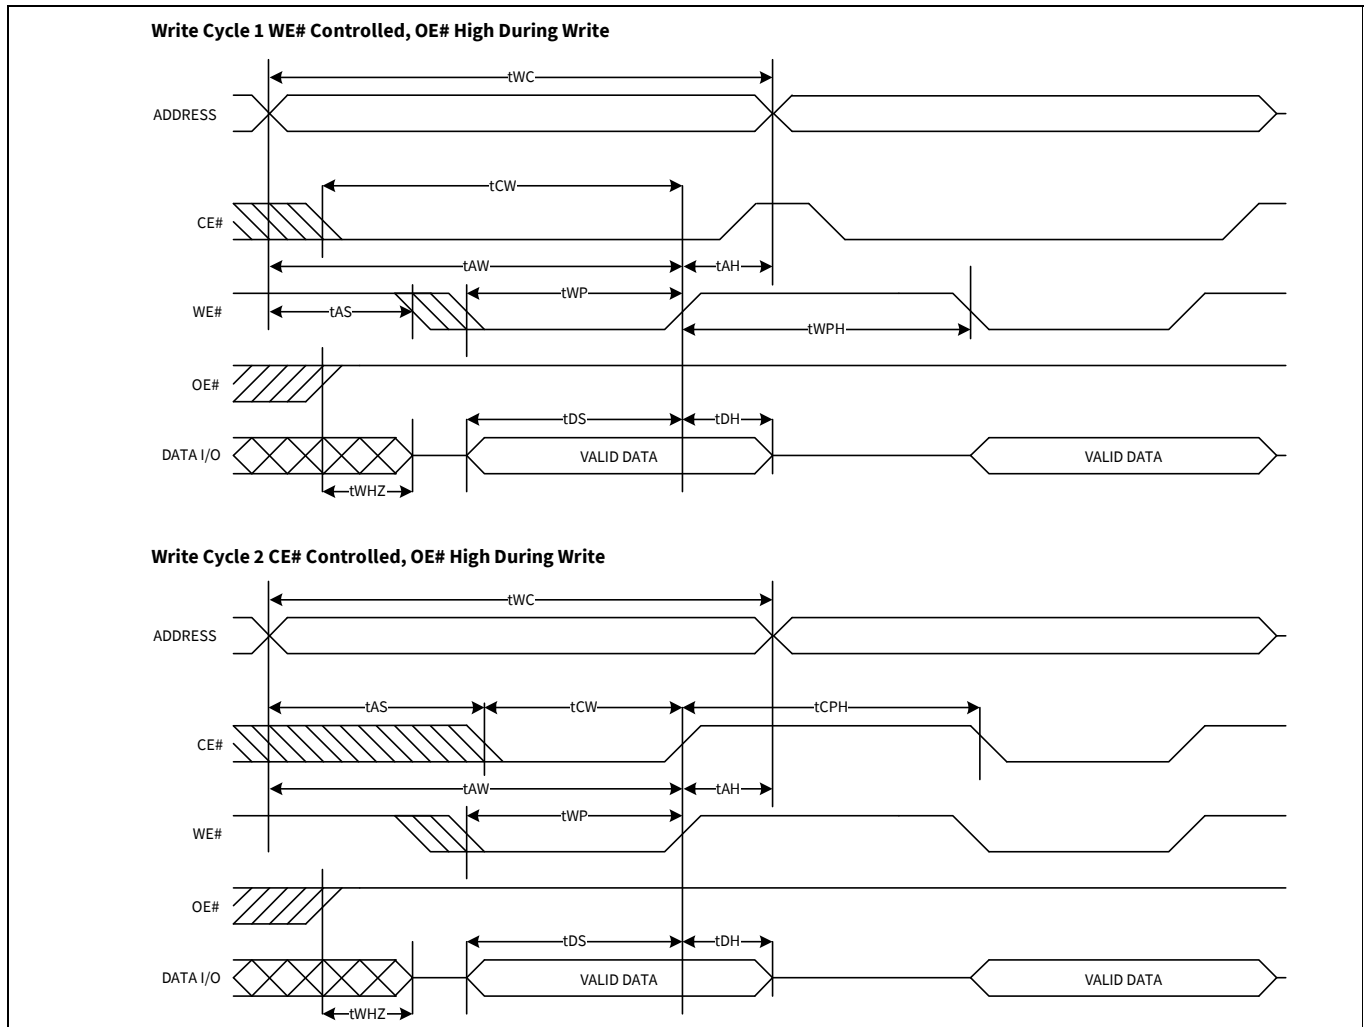 Write Cycle 1 WE# Controlled, OE# High During Write
tWC
ADDRESS
tCW
CE#
tAW
tAH
tWP
WE#
tAS
tWPH
OE#
tDS
tDH
DATA I/O
VALID DATA
VALID DATA
tWHZ
Write Cycle 2 CE# Controlled, OE# High During Write
tWC
ADDRESS
tAS
tCW
tCPH
CE#
tAW
tAH
tWP
WE#
OE#
tDS
tDH
DATA I/O
VALID DATA
VALID DATA
tWHZ